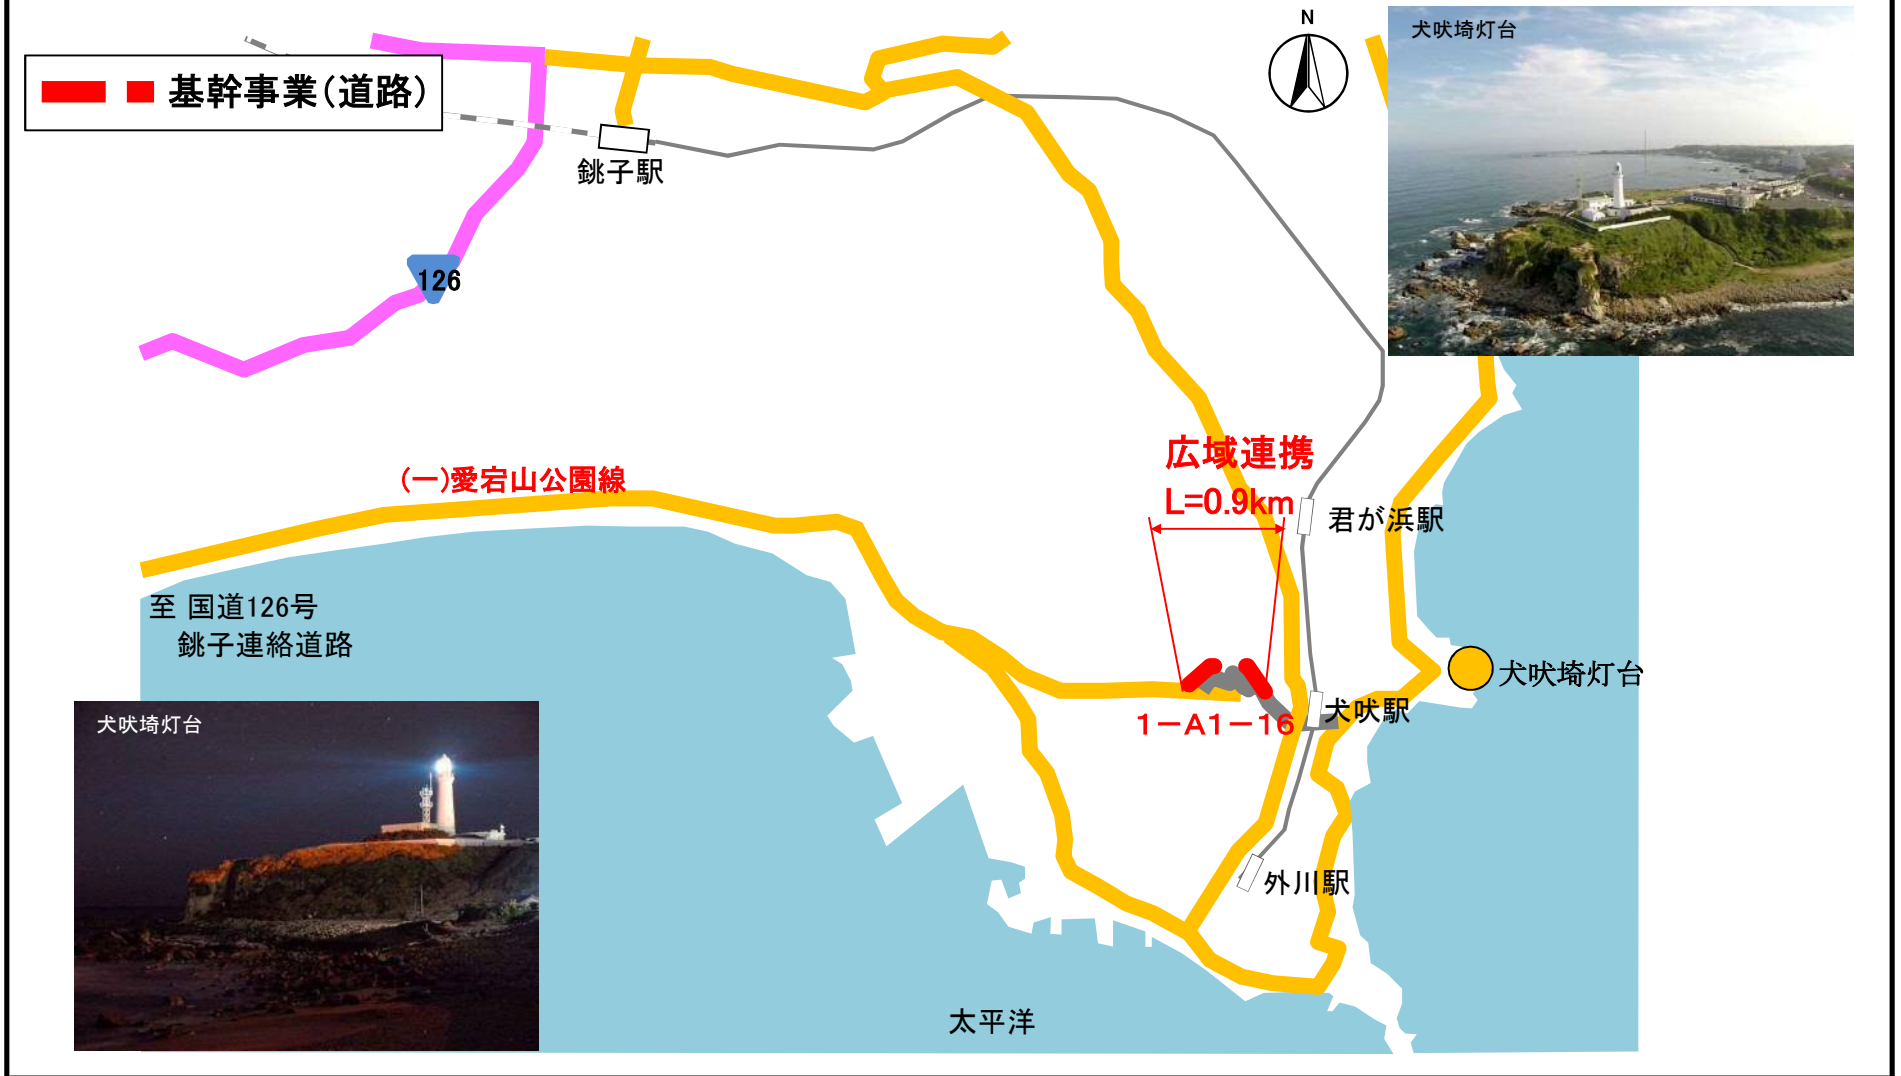 N
犬吠埼灯台
基幹事業(道路)
銚子駅
126
広域連携
L=0.9km
(一)愛宕山公園線
君が浜駅
至 国道126号
銚子連絡道路
犬吠埼灯台
犬吠駅
1-A1-16
犬吠埼灯台
外川駅
太平洋